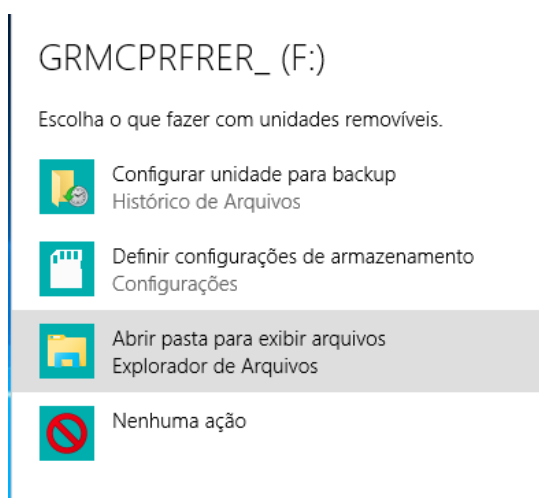 GRMCPRFRER_ (F:)
Escolha o que fazer com unidades removíveis.
Configurar unidade para backup
Histórico de Arquivos
Definir configurações de armazenamento
Configurações
Abrir pasta para exibir arquivos
Explorador de Arquivos
Nenhuma ação